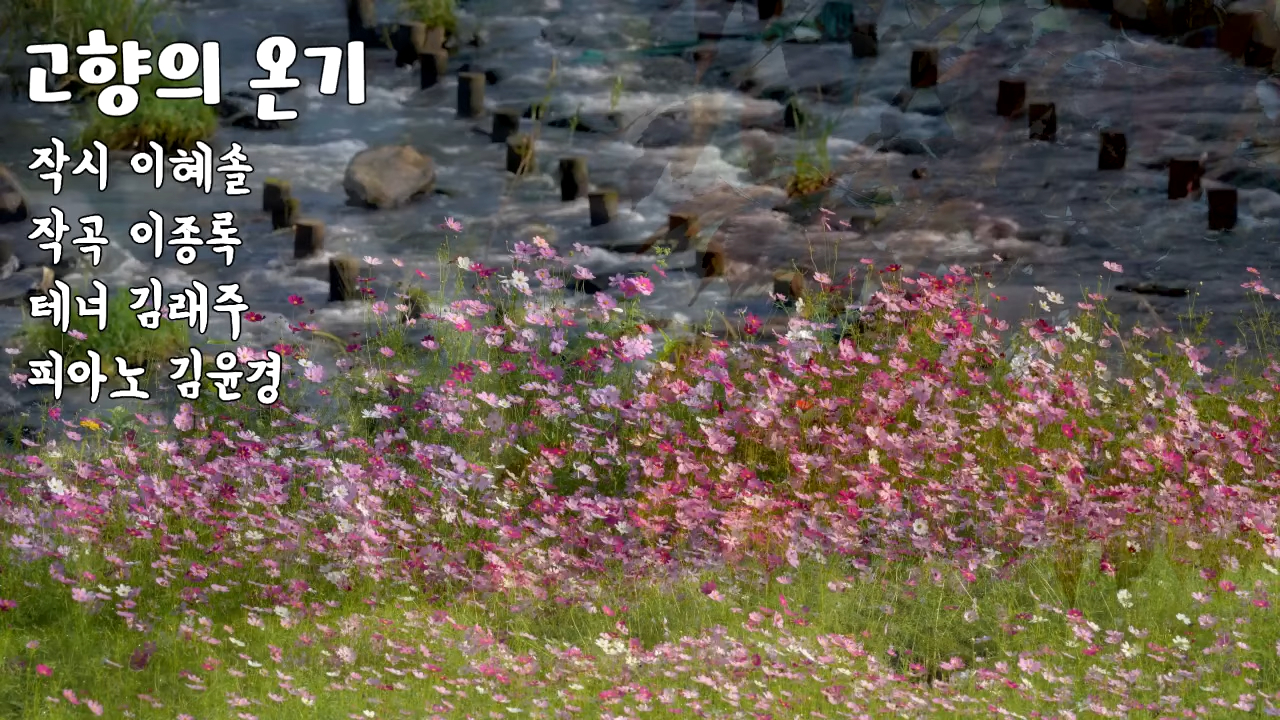 고향의 온기
작시 이혜솔
작곡 이종록
테너 김래주
피아노 김윤경